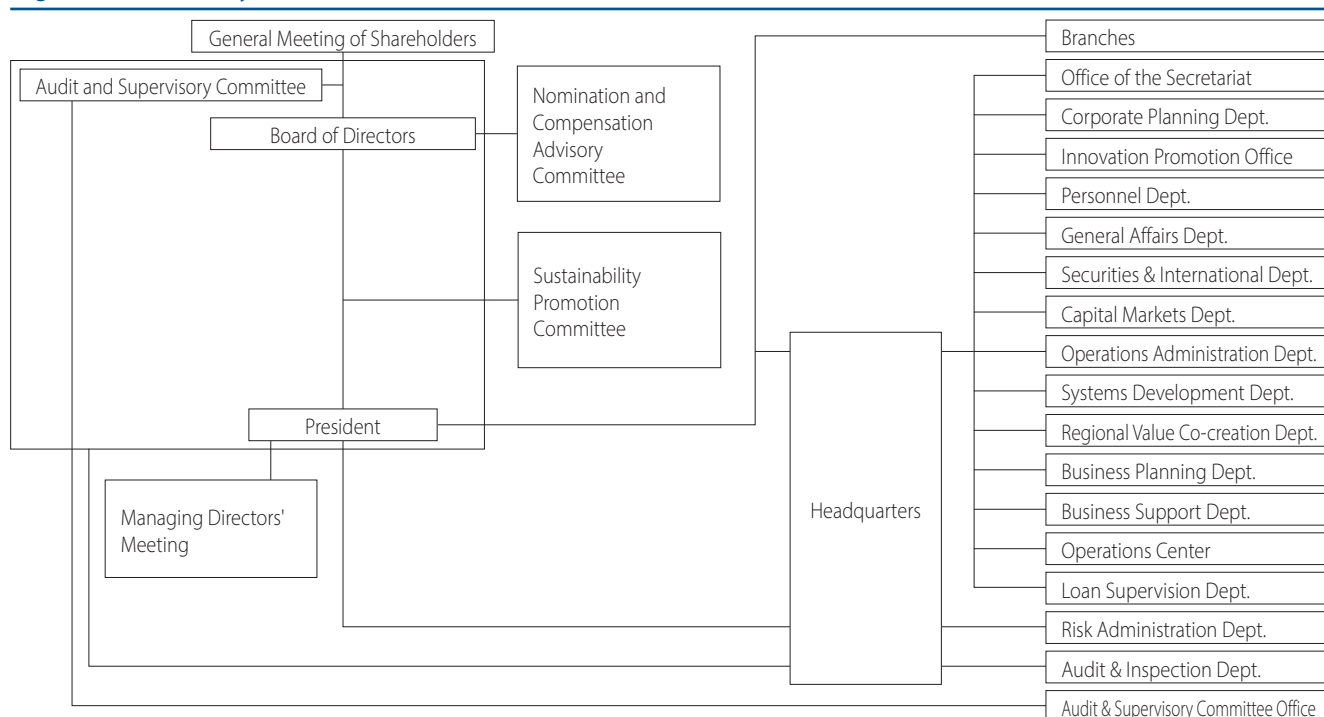 General Meeting of Shareholders
Audit and Supervisory Committee
Board of Directors
Nomination and
Compensation
Advisory
Committee
Sustainability
Promotion
Committee
President
Managing Directors'
Meeting
Headquarters
Branches
Office of the Secretariat
Corporate Planning Dept.
Innovation Promotion Office
Personnel Dept.
General Affairs Dept.
Securities & International Dept.
Capital Markets Dept.
Operations Administration Dept.
Systems Development Dept.
Regional Value Co-creation Dept.
Business Planning Dept.
Business Support Dept.
Operations Center
Loan Supervision Dept.
Risk Administration Dept.
Audit & Inspection Dept.
Audit & Supervisory Committee Office